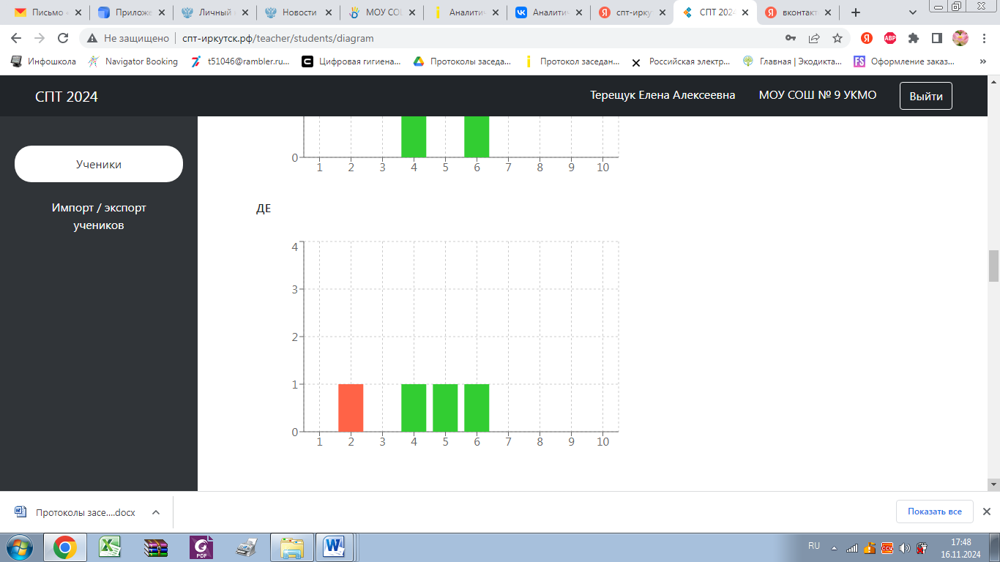 Письмо
Приложе
Личный
Новости
МОУ СОШ
Аналити
Аналити
спт-ирку
СПТ 2024
вконтакт
Не защищено
спт-иркутск.рф/teacher/students/diagram
ABP
Инфошкола
Navigator Booking
t51046@rambler.ru...
Цифровая гигиена...
Протоколы заседа...
Протокол заседан...
Российская электр...
Главная | Экодикта...
FS
Оформление заказ...
»
СПТ 2024
Терещук Елена Алексеевна
МОУ СОШ № 9 УКМО
Выйти
Ученики
Импорт / экспорт
учеников
0
1 2 3 4 5 6 7 8 9 10
ДЕ
4
3
2
1
0
1 2 3 4 5 6 7 8 9 10
Протоколы засе....docx
Показать все
PDF
RU
17:48
16.11.2024